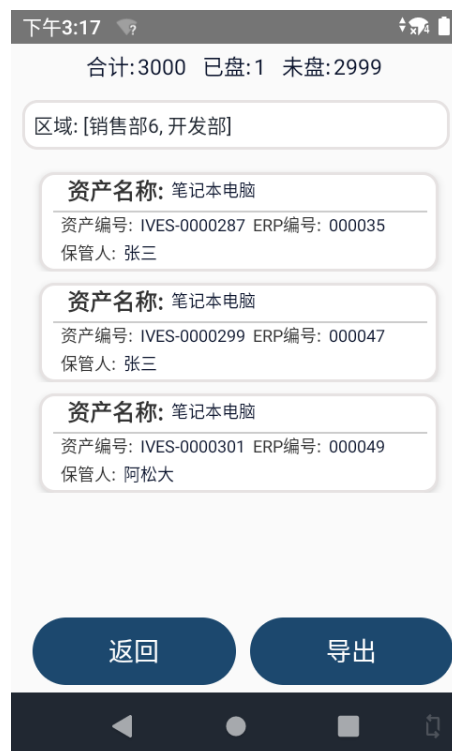 下午3:17
合计:3000 已盘:1 未盘:2999
区域: [销售部6, 开发部]
资产名称: 笔记本电脑
资产编号: IVES-0000287 ERP编号: 000035
保管人: 张三
资产名称: 笔记本电脑
资产编号: IVES-0000299 ERP编号: 000047
保管人: 张三
资产名称: 笔记本电脑
资产编号: IVES-0000301 ERP编号: 000049
保管人: 阿松大
返回 导出